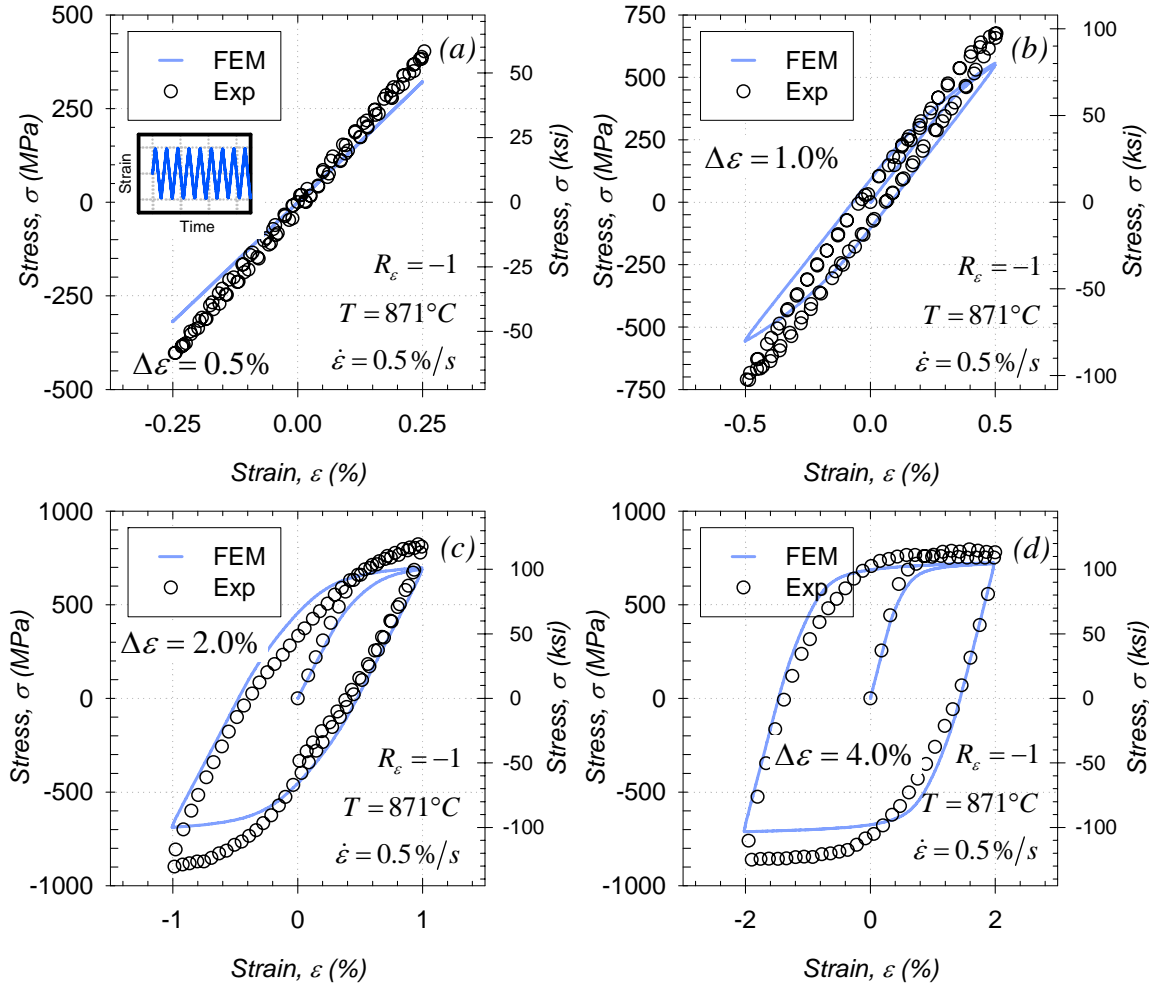 500
250
0
-250
-500
Stress, σ (MPa)
FEM
Exp
(a)
Strain
Time
Rε = −1
T = 871°C
ε̇ = 0.5%/s
Δε = 0.5%
50
25
0
-25
-50
Stress, σ (ksi)
-0.25
0.00
0.25
Strain, ε (%)
750
500
250
0
-250
-500
-750
Stress, σ (MPa)
FEM
Exp
(b)
Δε = 1.0%
Rε = −1
T = 871°C
ε̇ = 0.5%/s
100
50
0
-50
-100
Stress, σ (ksi)
-0.5
0.0
0.5
Strain, ε (%)
1000
500
0
-500
-1000
Stress, σ (MPa)
FEM
Exp
(c)
Δε = 2.0%
Rε = −1
T = 871°C
ε̇ = 0.5%/s
100
50
0
-50
-100
Stress, σ (ksi)
-1
0
1
Strain, ε (%)
1000
500
0
-500
-1000
Stress, σ (MPa)
FEM
Exp
(d)
Δε = 4.0%
Rε = −1
T = 871°C
ε̇ = 0.5%/s
100
50
0
-50
-100
Stress, σ (ksi)
-2
0
2
Strain, ε (%)